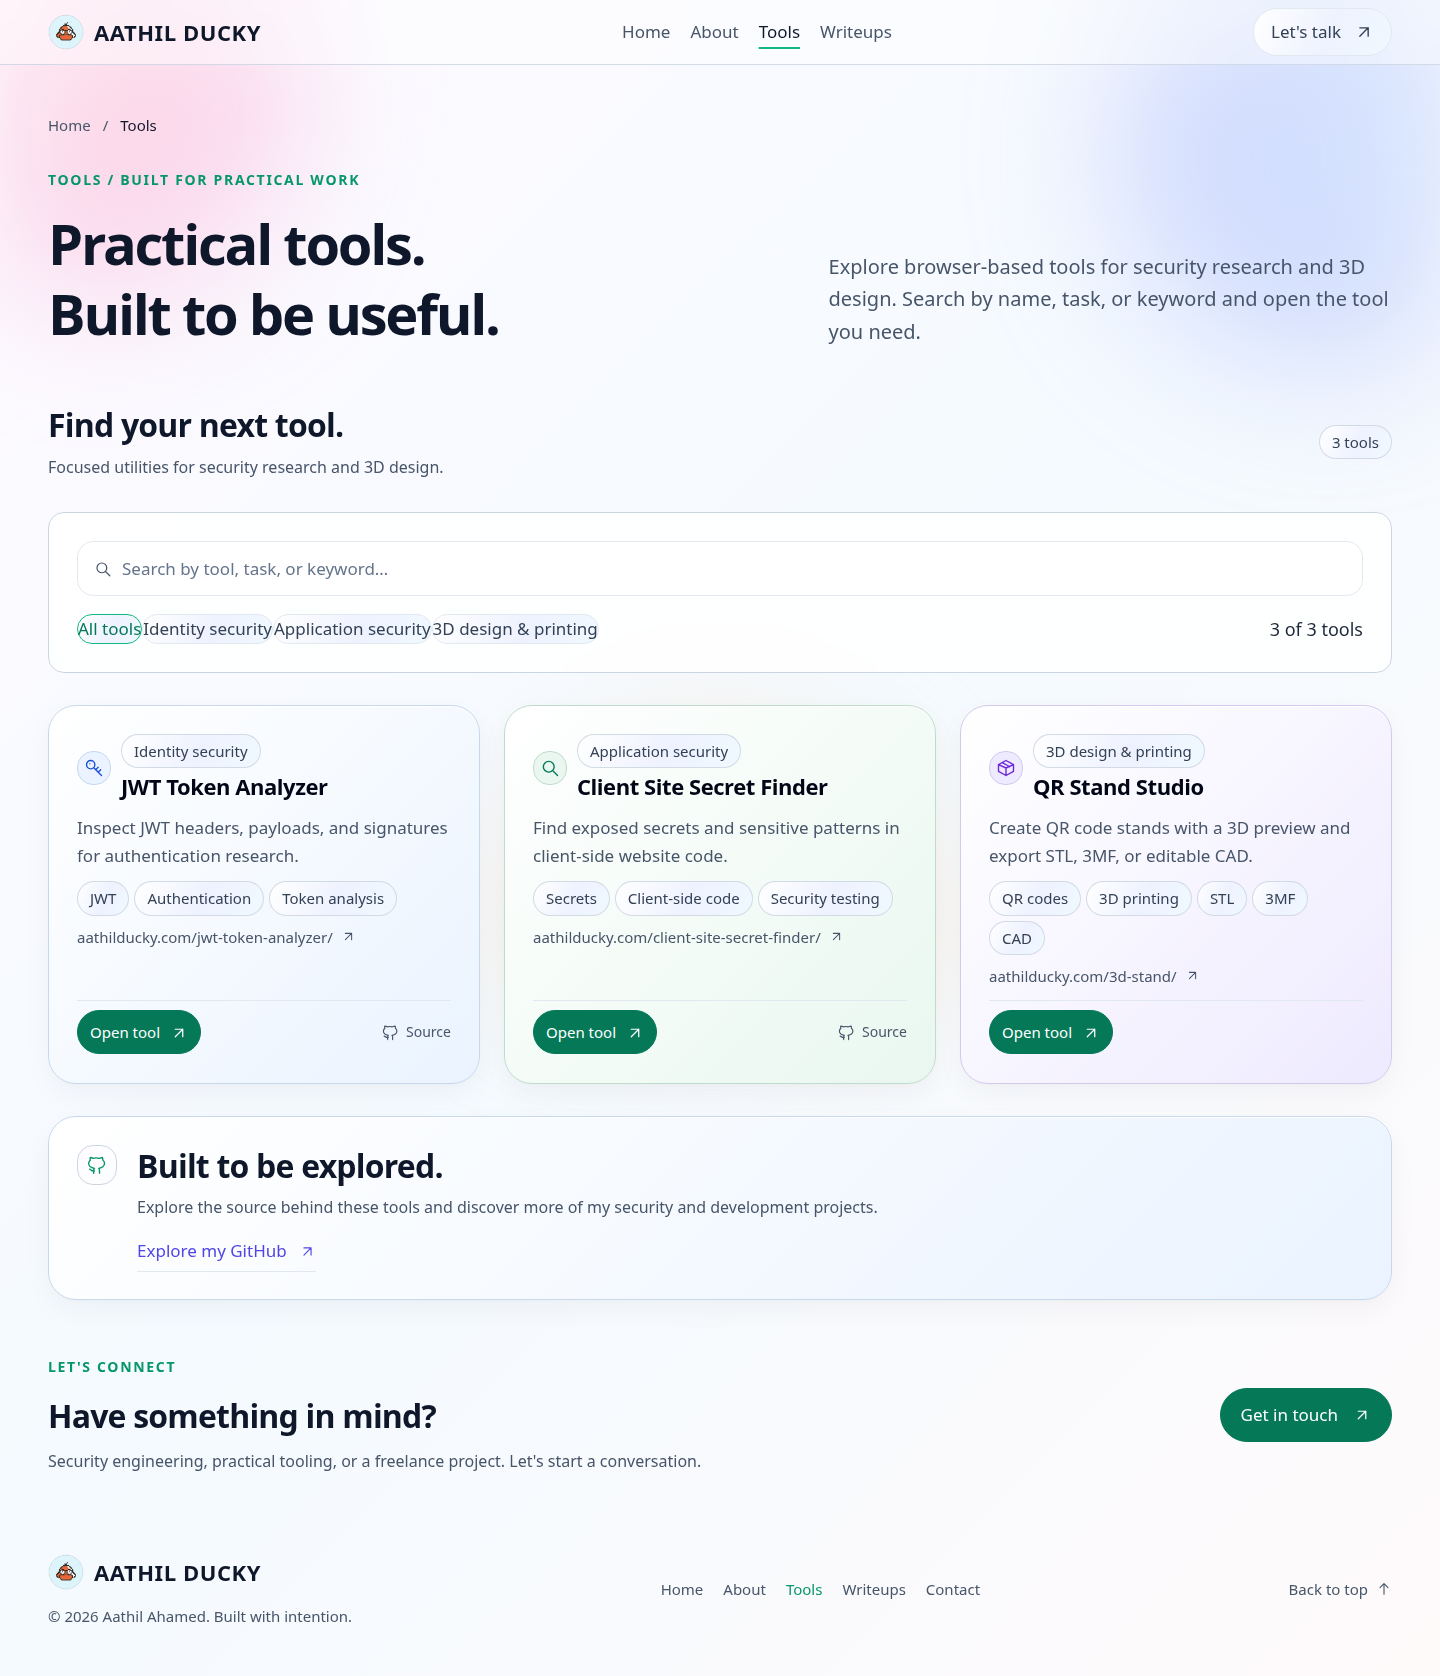 AATHIL DUCKY
Home About Tools Writeups
Let's talk
Home / Tools
TOOLS / BUILT FOR PRACTICAL WORK
Practical tools.
Built to be useful.
Explore browser-based tools for security research and 3D
design. Search by name, task, or keyword and open the tool
you need.
Find your next tool.
Focused utilities for security research and 3D design.
3 tools
Search by tool, task, or keyword...
All tools Identity security Application security 3D design & printing
3 of 3 tools
Identity security
JWT Token Analyzer
Inspect JWT headers, payloads, and signatures
for authentication research.
JWT Authentication Token analysis
aathilducky.com/jwt-token-analyzer/
Open tool
Source
Application security
Client Site Secret Finder
Find exposed secrets and sensitive patterns in
client-side website code.
Secrets Client-side code Security testing
aathilducky.com/client-site-secret-finder/
Open tool
Source
3D design & printing
QR Stand Studio
Create QR code stands with a 3D preview and
export STL, 3MF, or editable CAD.
QR codes 3D printing STL 3MF
CAD
aathilducky.com/3d-stand/
Open tool
Built to be explored.
Explore the source behind these tools and discover more of my security and development projects.
Explore my GitHub
LET'S CONNECT
Have something in mind?
Security engineering, practical tooling, or a freelance project. Let's start a conversation.
Get in touch
AATHIL DUCKY
© 2026 Aathil Ahamed. Built with intention.
Home About Tools Writeups Contact
Back to top